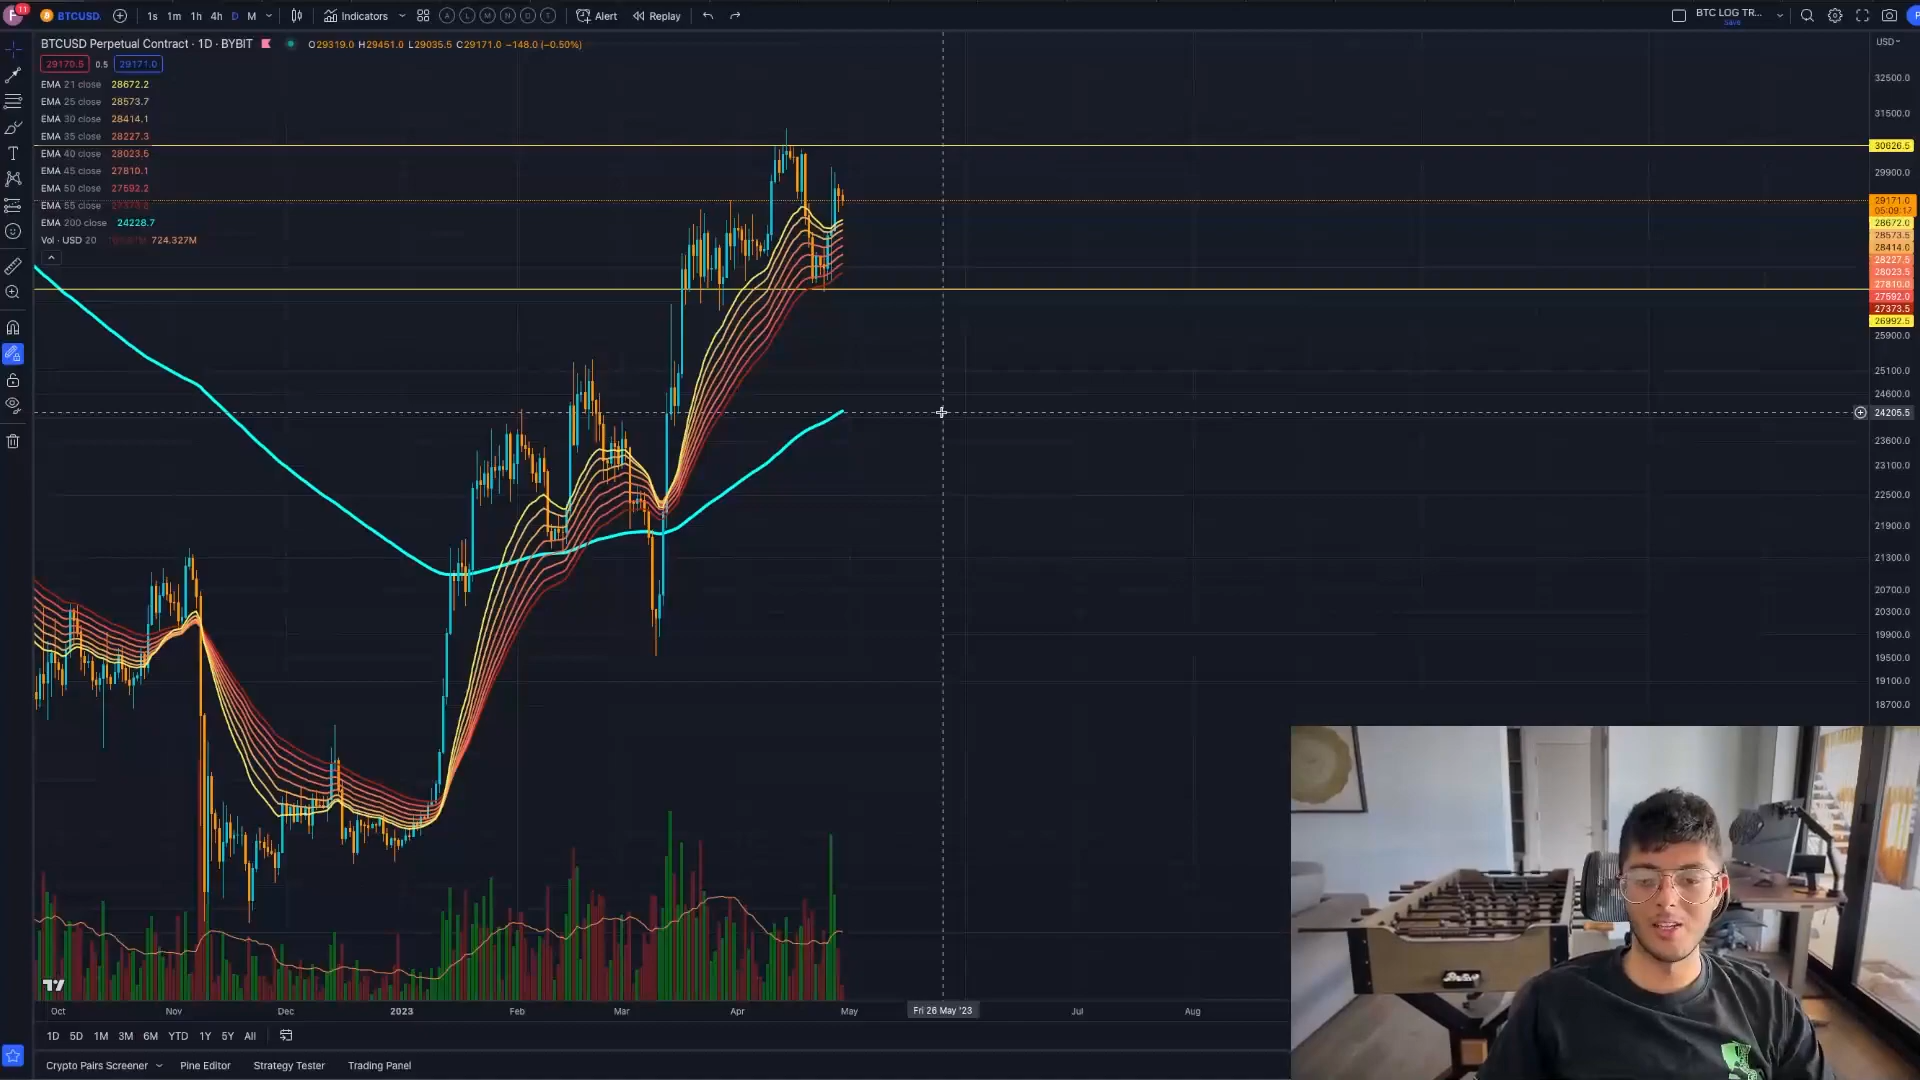 11 BTCUSD 1s 1m 1h 4h D M Indicators A L M N D T Alert Replay BTC LOG TR... Save
BTCUSD Perpetual Contract · 1D · BYBIT O29319.0 H29451.0 L29035.5 C29171.0 −148.0 (−0.50%) USD
29170.5 0.5 29171.0
EMA 21 close 28672.2
EMA 25 close 28573.7
EMA 30 close 28414.1
EMA 35 close 28227.3
EMA 40 close 28023.5
EMA 45 close 27810.1
EMA 50 close 27592.2
EMA 55 close
EMA 200 close 24228.7
Vol · USD 20 724.327M
32500.0
31500.0
30626.5
29900.0
29171.0
05:09:12
28672.0
28573.5
28414.0
28227.5
28023.5
27810.0
27592.0
27373.5
26992.5
25900.0
25100.0
24600.0
24205.5
23600.0
23100.0
22500.0
21900.0
21300.0
20700.0
20300.0
19900.0
19500.0
19100.0
18700.0
Oct Nov Dec 2023 Feb Mar Apr May Fri 26 May '23 Jul Aug
1D 5D 1M 3M 6M YTD 1Y 5Y All
Crypto Pairs Screener Pine Editor Strategy Tester Trading Panel